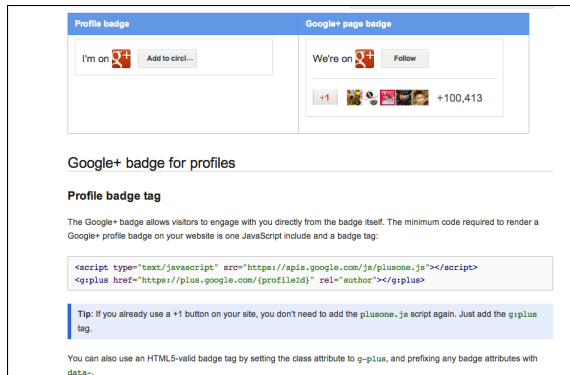 Profile badge
Google+ page badge
I'm on g+ Add to circl...
We're on g+ Follow
+1 +100,413
Google+ badge for profiles
Profile badge tag
The Google+ badge allows visitors to engage with you directly from the badge itself. The minimum code required to render a
Google+ profile badge on your website is one JavaScript include and a badge tag:
<script type="text/javascript" src="https://apis.google.com/js/plusone.js"></script>
<g:plus href="https://plus.google.com/{profileId}" rel="author"></g:plus>
Tip: If you already use a +1 button on your site, you don't need to add the plusone.js script again. Just add the g:plus
tag.
You can also use an HTML5-valid badge tag by setting the class attribute to g-plus, and prefixing any badge attributes with
data-.